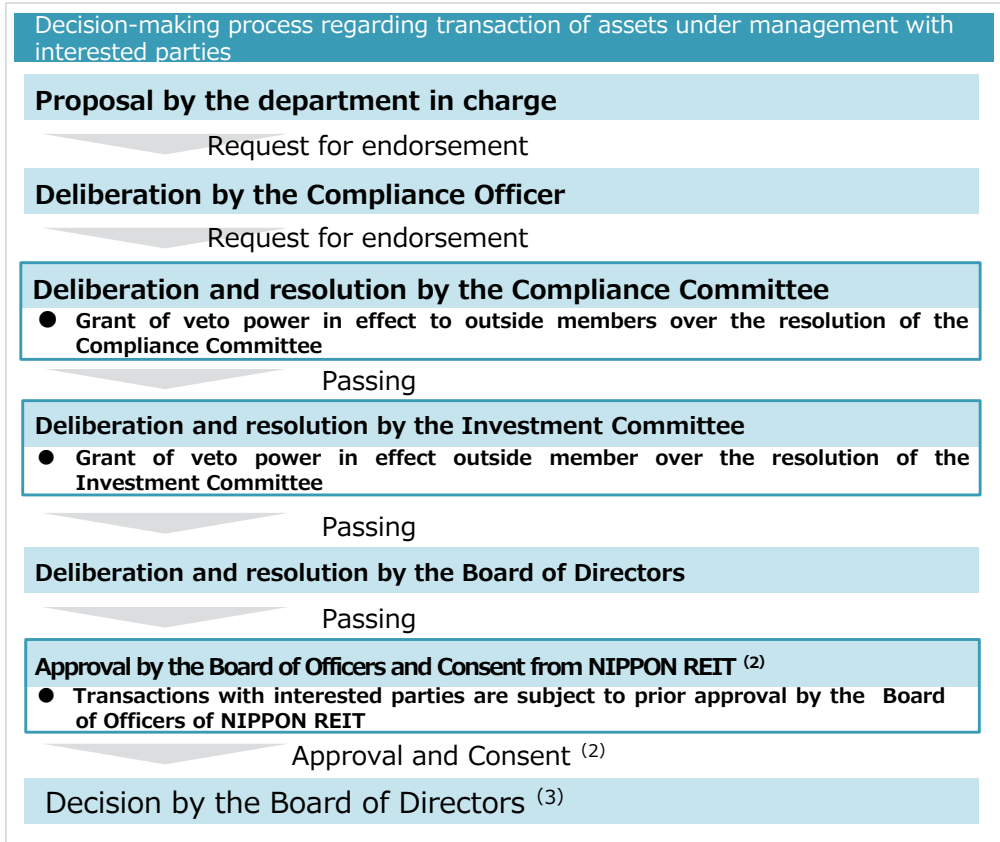 Decision-making process regarding transaction of assets under management with
interested parties
Proposal by the department in charge
Request for endorsement
Deliberation by the Compliance Officer
Request for endorsement
Deliberation and resolution by the Compliance Committee
● Grant of veto power in effect to outside members over the resolution of the
Compliance Committee
Passing
Deliberation and resolution by the Investment Committee
● Grant of veto power in effect outside member over the resolution of the
Investment Committee
Passing
Deliberation and resolution by the Board of Directors
Passing
Approval by the Board of Officers and Consent from NIPPON REIT (2)
● Transactions with interested parties are subject to prior approval by the Board
of Officers of NIPPON REIT
Approval and Consent (2)
Decision by the Board of Directors (3)